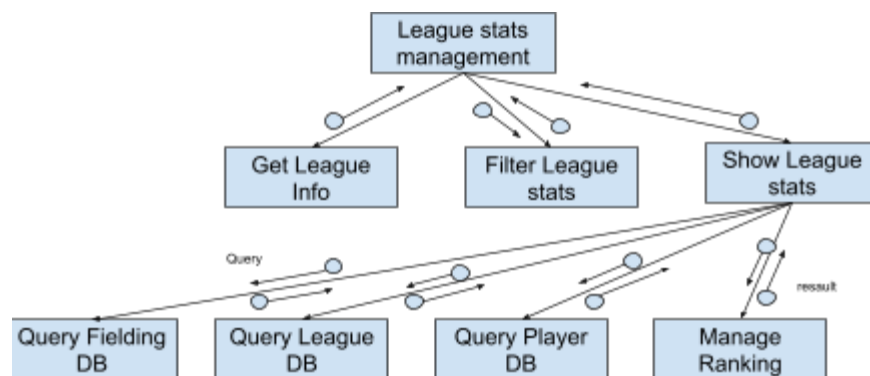 League stats
management
Get League
Info
Filter League
stats
Show League
stats
Query
resault
Query Fielding
DB
Query League
DB
Query Player
DB
Manage
Ranking